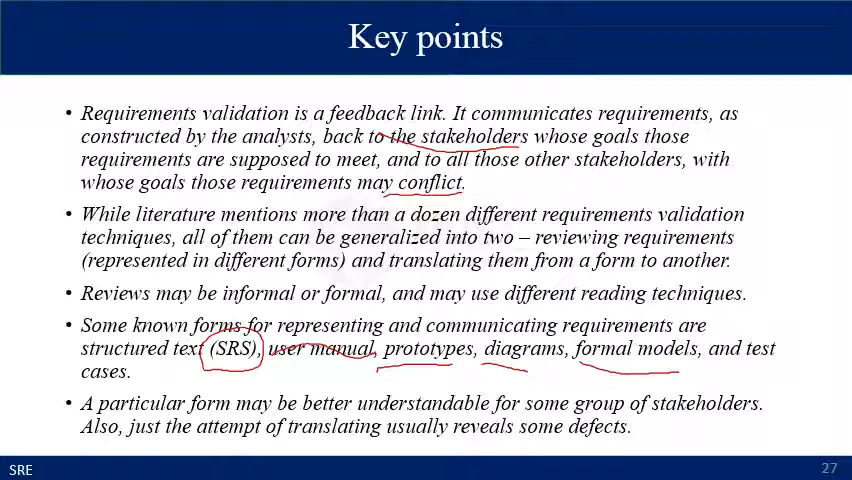 Key points
• Requirements validation is a feedback link. It communicates requirements, as
constructed by the analysts, back to the stakeholders whose goals those
requirements are supposed to meet, and to all those other stakeholders, with
whose goals those requirements may conflict.
• While literature mentions more than a dozen different requirements validation
techniques, all of them can be generalized into two – reviewing requirements
(represented in different forms) and translating them from a form to another.
• Reviews may be informal or formal, and may use different reading techniques.
• Some known forms for representing and communicating requirements are
structured text (SRS), user manual, prototypes, diagrams, formal models, and test
cases.
• A particular form may be better understandable for some group of stakeholders.
Also, just the attempt of translating usually reveals some defects.
SRE
27